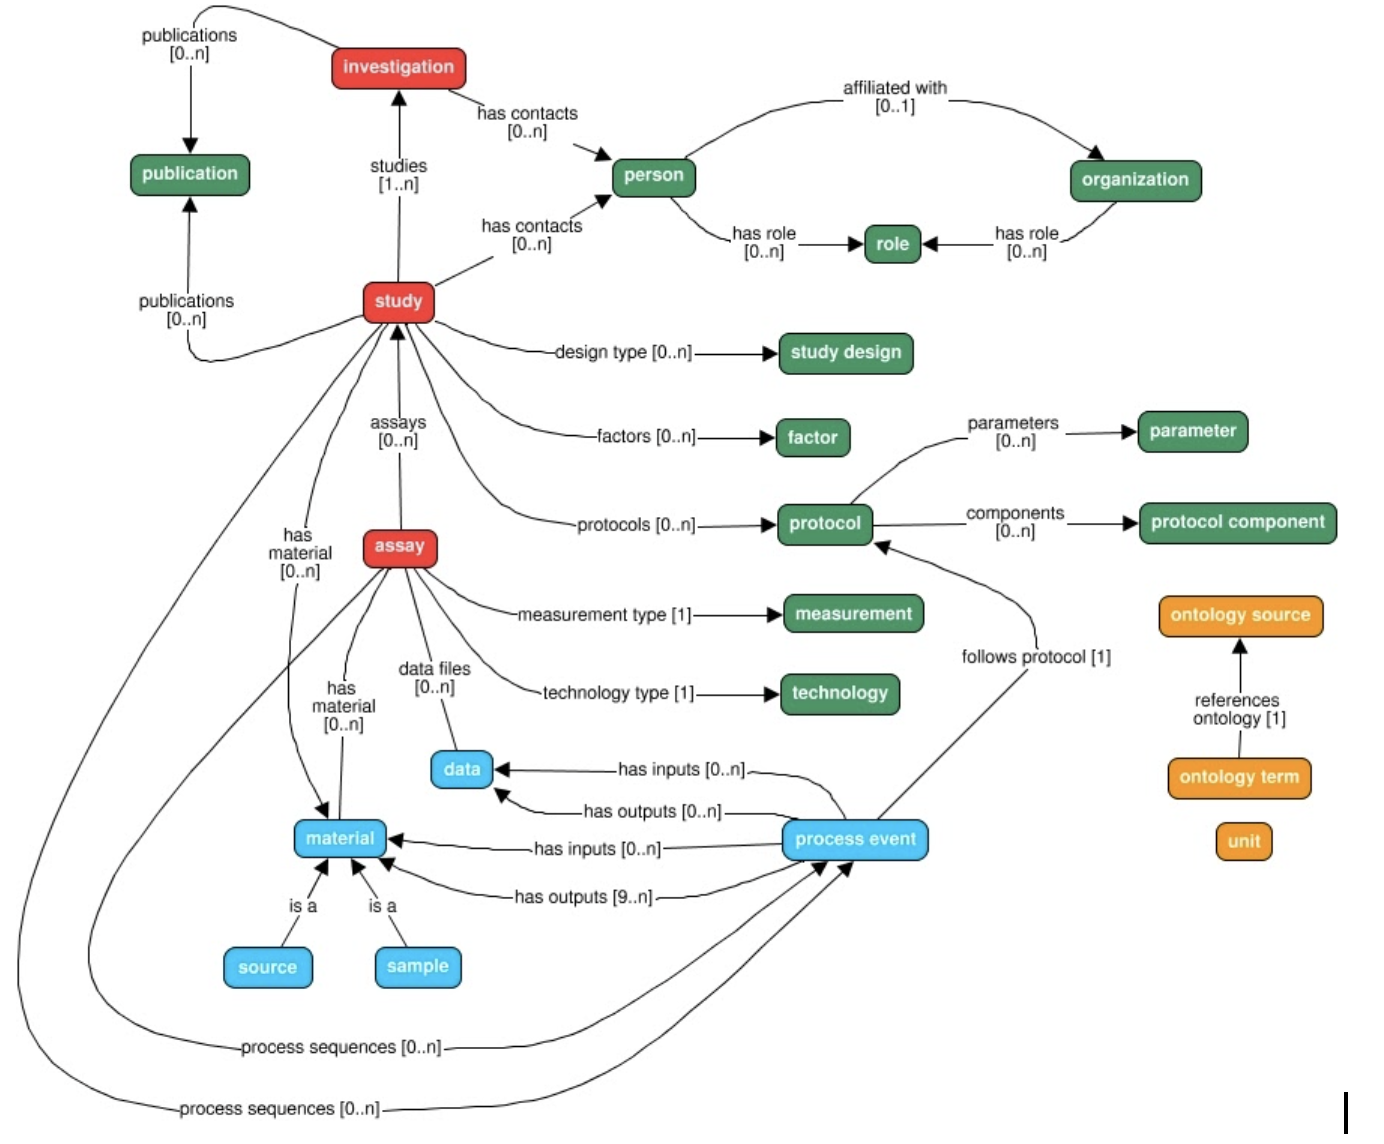 publications
[0..n]
investigation
has contacts
[0..n]
affiliated with
[0..1]
publication
studies
[1..n]
person
organization
has contacts
[0..n]
has role
[0..n]
role
has role
[0..n]
publications
[0..n]
study
design type [0..n]
study design
assays
[0..n]
factors [0..n]
factor
parameters
[0..n]
parameter
has
material
[0..n]
protocols [0..n]
protocol
components
[0..n]
protocol component
assay
measurement type [1]
measurement
ontology source
follows protocol [1]
has
material
[0..n]
data files
[0..n]
technology type [1]
technology
references
ontology [1]
data
has inputs [0..n]
ontology term
has outputs [0..n]
material
has inputs [0..n]
process event
unit
has outputs [9..n]
is a
is a
source
sample
process sequences [0..n]
process sequences [0..n]